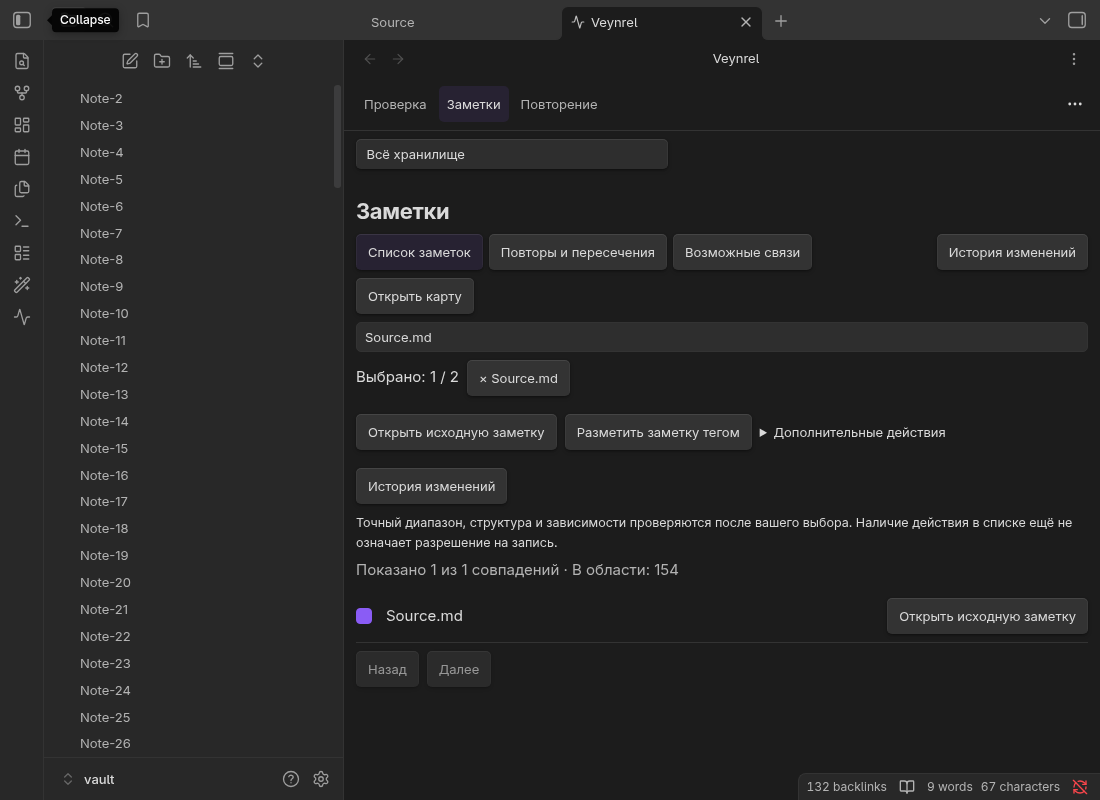 Collapse
Source
Veynrel
Veynrel
Проверка
Заметки
Повторение
Note-2
Note-3
Note-4
Note-5
Note-6
Note-7
Note-8
Note-9
Note-10
Note-11
Note-12
Note-13
Note-14
Note-15
Note-16
Note-17
Note-18
Note-19
Note-20
Note-21
Note-22
Note-23
Note-24
Note-25
Note-26
vault
Всё хранилище
Заметки
Список заметок
Повторы и пересечения
Возможные связи
История изменений
Открыть карту
Source.md
Выбрано: 1 / 2
× Source.md
Открыть исходную заметку
Разметить заметку тегом
Дополнительные действия
История изменений
Точный диапазон, структура и зависимости проверяются после вашего выбора. Наличие действия в списке ещё не
означает разрешение на запись.
Показано 1 из 1 совпадений · В области: 154
Source.md
Открыть исходную заметку
Назад
Далее
132 backlinks
9 words
67 characters